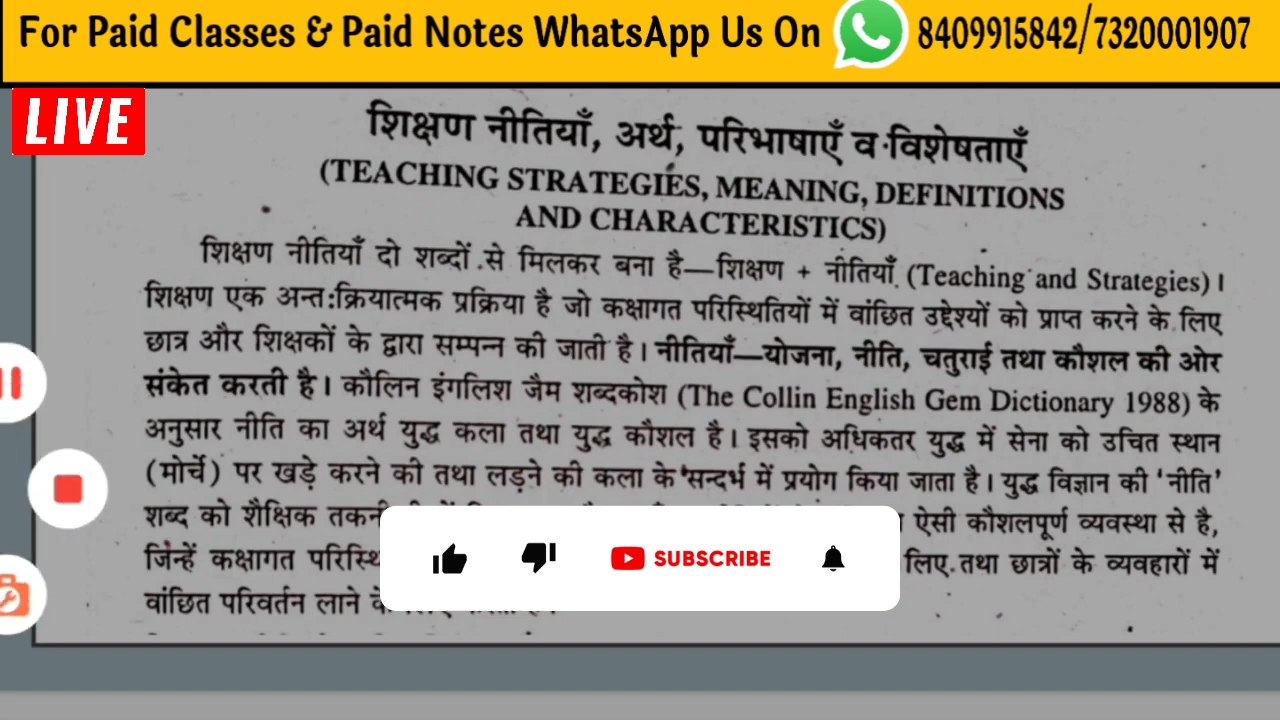 For Paid Classes & Paid Notes WhatsApp Us On 8409915842/7320001907
LIVE
शिक्षण नीतियाँ, अर्थ, परिभाषाएँ व विशेषताएँ
(TEACHING STRATEGIES, MEANING, DEFINITIONS
AND CHARACTERISTICS)
शिक्षण नीतियाँ दो शब्दों से मिलकर बना है—शिक्षण + नीतियाँ (Teaching and Strategies)।
शिक्षण एक अन्त:क्रियात्मक प्रक्रिया है जो कक्षागत परिस्थितियों में वांछित उद्देश्यों को प्राप्त करने के लिए
छात्र और शिक्षकों के द्वारा सम्पन्न की जाती है। नीतियाँ—योजना, नीति, चतुराई तथा कौशल की ओर
संकेत करती है। कौलिन इंगलिश जैम शब्दकोश (The Collin English Gem Dictionary 1988) के
अनुसार नीति का अर्थ युद्ध कला तथा युद्ध कौशल है। इसको अधिकतर युद्ध में सेना को उचित स्थान
(मोर्चे) पर खड़े करने की तथा लड़ने की कला के सन्दर्भ में प्रयोग किया जाता है। युद्ध विज्ञान की 'नीति'
शब्द को शैक्षिक ऐसी कौशलपूर्ण व्यवस्था से है,
जिन्हें कक्षागत लिए तथा छात्रों के व्यवहारों में
वांछित परिवर्तन लाने
SUBSCRIBE